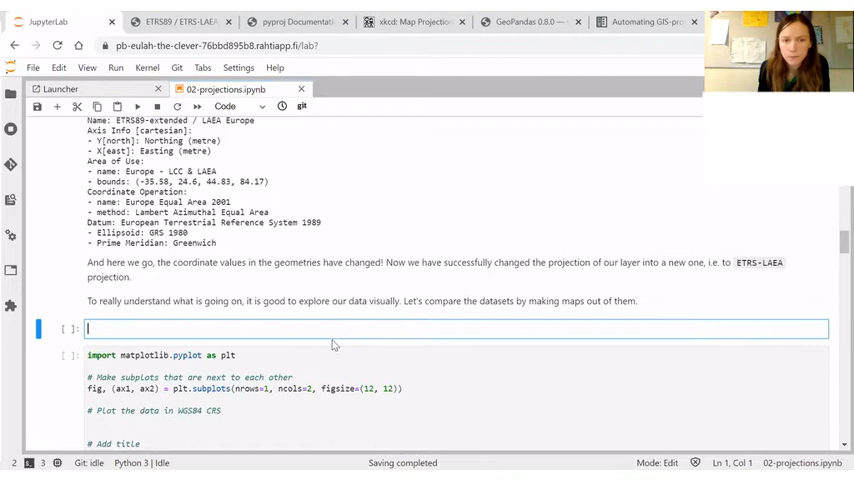 JupyterLab
ETRS89 / ETRS-LAEA
pyproj Documentation
xkcd: Map Projection
GeoPandas 0.8.0 —
Automating GIS-pro
pb-eulah-the-clever-76bbd895b8.rahtiapp.fi/lab?
File Edit View Run Kernel Git Tabs Settings Help
Launcher
02-projections.ipynb
Code
git
Name: ETRS89-extended / LAEA Europe
Axis Info [cartesian]:
- Y[north]: Northing (metre)
- X[east]: Easting (metre)
Area of Use:
- name: Europe - LCC & LAEA
- bounds: (-35.58, 24.6, 44.83, 84.17)
Coordinate Operation:
- name: Europe Equal Area 2001
- method: Lambert Azimuthal Equal Area
Datum: European Terrestrial Reference System 1989
- Ellipsoid: GRS 1980
- Prime Meridian: Greenwich
And here we go, the coordinate values in the geometries have changed! Now we have successfully changed the projection of our layer into a new one, i.e. to ETRS-LAEA
projection.
To really understand what is going on, it is good to explore our data visually. Let's compare the datasets by making maps out of them.
[ ]:
[ ]: import matplotlib.pyplot as plt
# Make subplots that are next to each other
fig, (ax1, ax2) = plt.subplots(nrows=1, ncols=2, figsize=(12, 12))
# Plot the data in WGS84 CRS
# Add title
2 3 Git: idle Python 3 | Idle Saving completed Mode: Edit Ln 1, Col 1 02-projections.ipynb